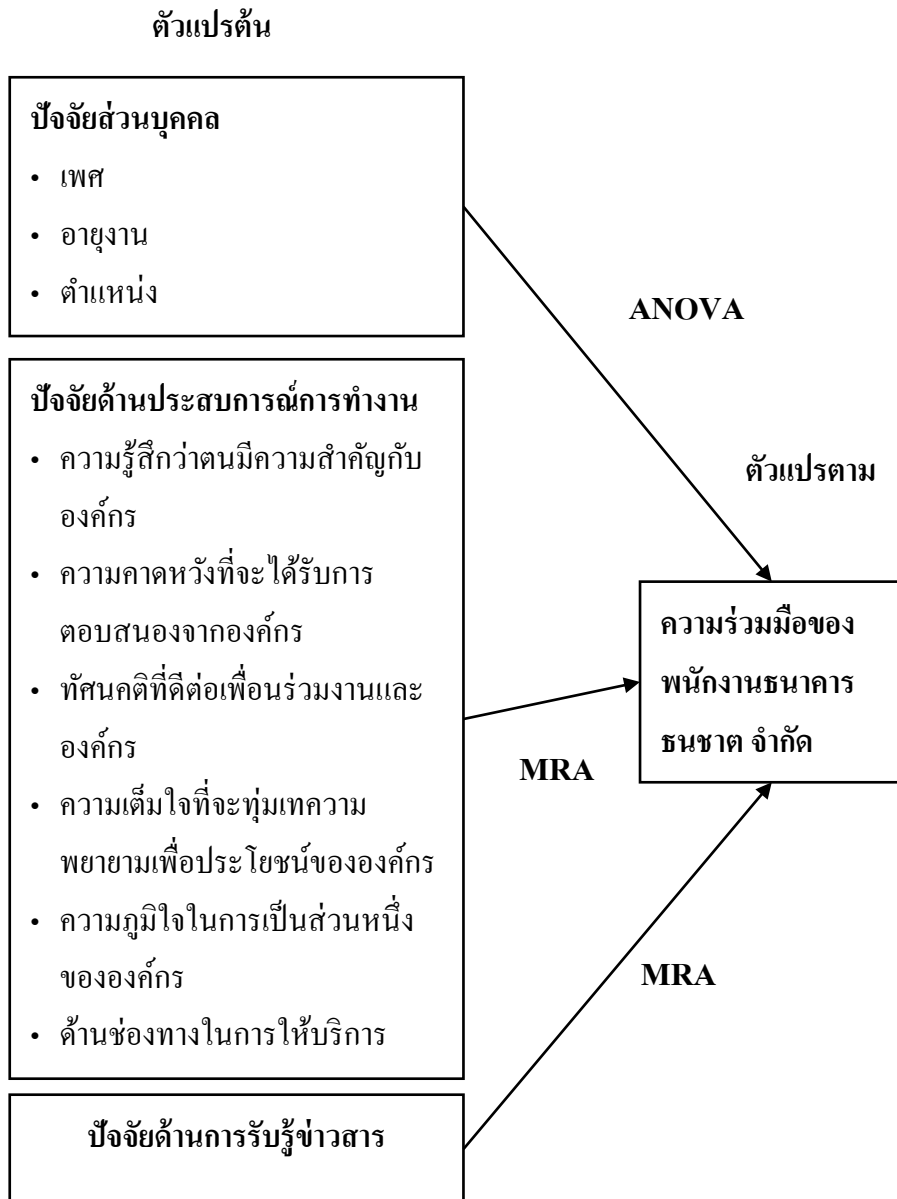 ตัวแปรต้น
ปัจจัยส่วนบุคคล
• เพศ
• อายุงาน
• ตำแหน่ง
ANOVA
ปัจจัยด้านประสบการณ์การทำงาน
• ความรู้สึกว่าตนมีความสำคัญกับ
องค์กร
• ความคาดหวังที่จะได้รับการ
ตอบสนองจากองค์กร
• ทัศนคติที่ดีต่อเพื่อนร่วมงานและ
องค์กร
• ความเต็มใจที่จะทุ่มเทความ
พยายามเพื่อประโยชน์ขององค์กร
• ความภูมิใจในการเป็นส่วนหนึ่ง
ขององค์กร
• ด้านช่องทางในการให้บริการ
MRA
ตัวแปรตาม
ความร่วมมือของ
พนักงานธนาคาร
ธนชาต จำกัด
MRA
ปัจจัยด้านการรับรู้ข่าวสาร